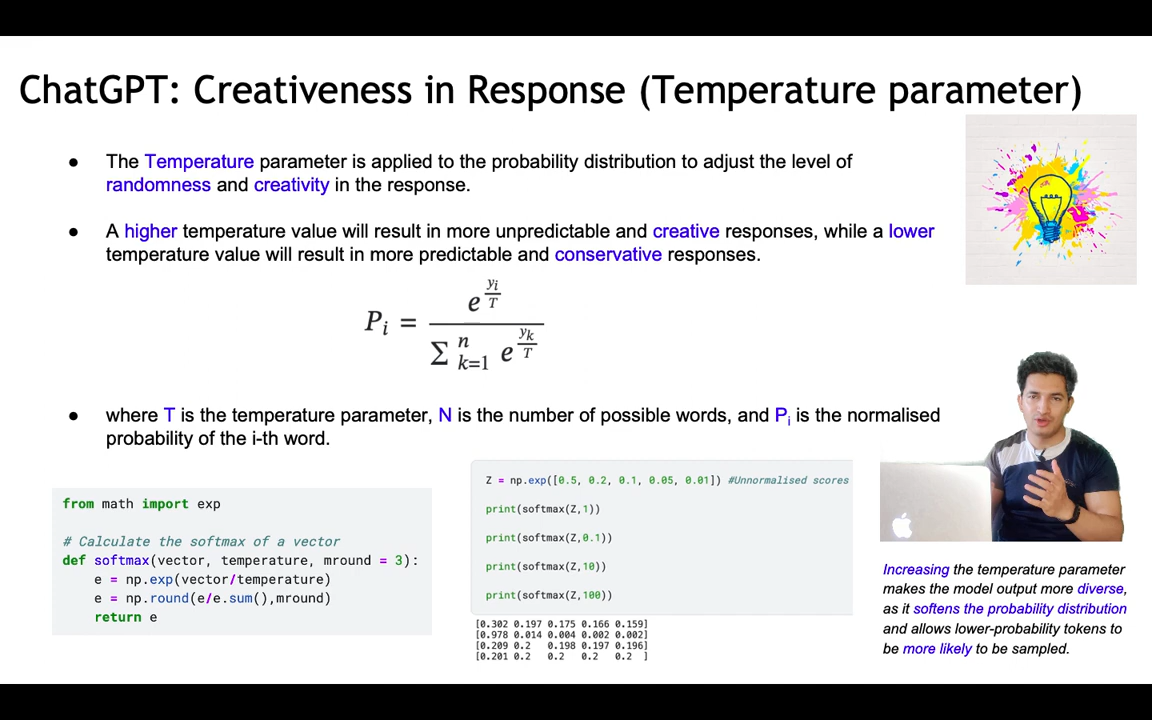 ChatGPT: Creativeness in Response (Temperature parameter)
● The Temperature parameter is applied to the probability distribution to adjust the level of
randomness and creativity in the response.
● A higher temperature value will result in more unpredictable and creative responses, while a lower
temperature value will result in more predictable and conservative responses.
P_i = e^(y_i/T) / Σ_{k=1}^{n} e^(y_k/T)
● where T is the temperature parameter, N is the number of possible words, and P_i is the normalised
probability of the i-th word.
from math import exp
# Calculate the softmax of a vector
def softmax(vector, temperature, mround = 3):
    e = np.exp(vector/temperature)
    e = np.round(e/e.sum(),mround)
    return e
Z = np.exp([0.5, 0.2, 0.1, 0.05, 0.01]) #Unnormalised scores
print(softmax(Z,1))
print(softmax(Z,0.1))
print(softmax(Z,10))
print(softmax(Z,100))
[0.302 0.197 0.175 0.166 0.159]
[0.978 0.014 0.004 0.002 0.002]
[0.209 0.2   0.198 0.197 0.196]
[0.201 0.2   0.2   0.2   0.2  ]
Increasing the temperature parameter
makes the model output more diverse,
as it softens the probability distribution
and allows lower-probability tokens to
be more likely to be sampled.